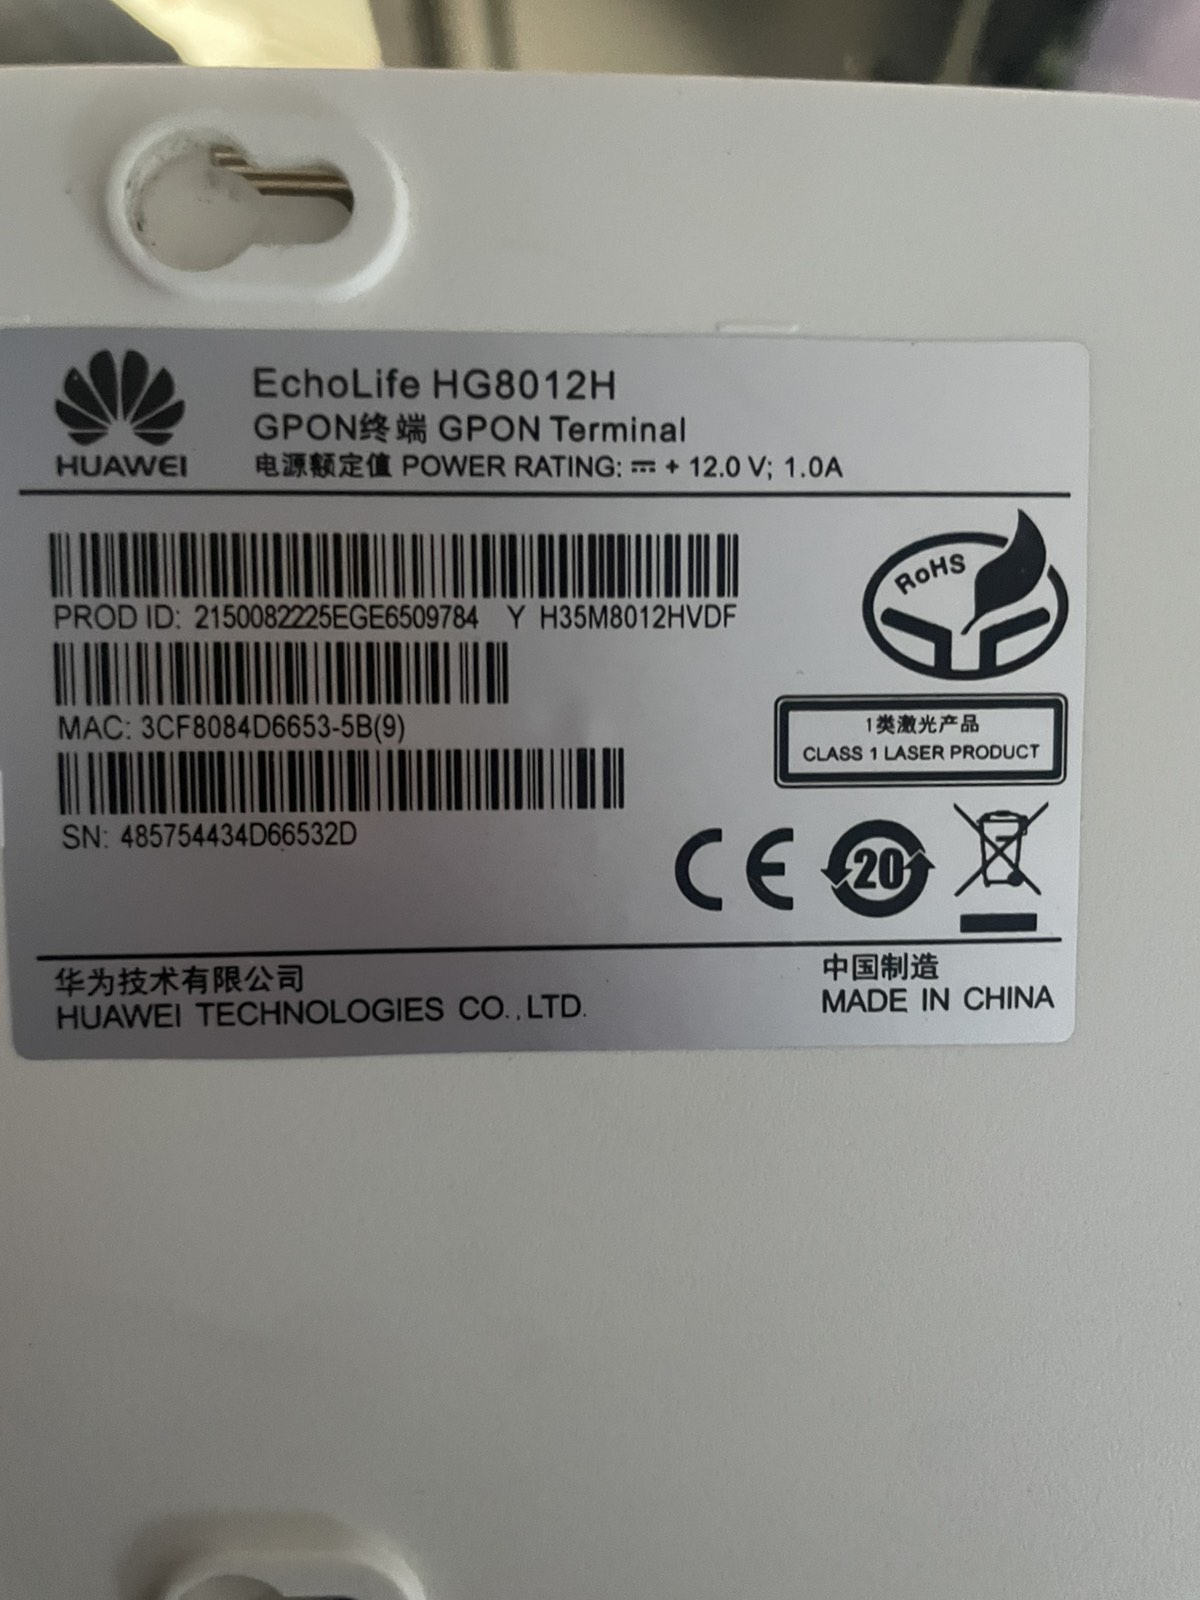 HUAWEI
EchoLife HG8012H
GPON终端 GPON Terminal
电源额定值 POWER RATING: ⎓ + 12.0 V; 1.0A
PROD ID: 2150082225EGE6509784 Y H35M8012HVDF
RoHS
MAC: 3CF8084D6653-5B(9)
1类激光产品
CLASS 1 LASER PRODUCT
SN: 485754434D66532D
CE
20
华为技术有限公司
HUAWEI TECHNOLOGIES CO.,LTD.
中国制造
MADE IN CHINA